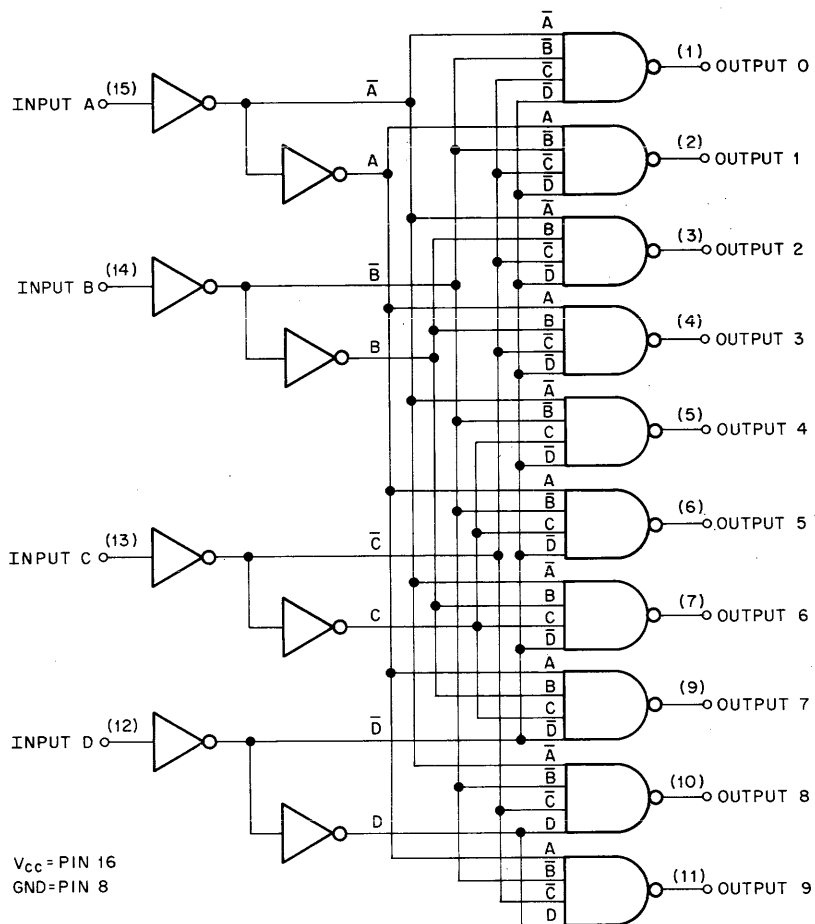 A̅
B̅
C̅
D̅
(1)
OUTPUT 0
INPUT A
(15)
A̅
A
A
B̅
C̅
D̅
(2)
OUTPUT 1
A̅
B
C̅
D̅
(3)
OUTPUT 2
INPUT B
(14)
B̅
B
A
B
C̅
D̅
(4)
OUTPUT 3
A̅
B̅
C
D̅
(5)
OUTPUT 4
A
B̅
C
D̅
(6)
OUTPUT 5
INPUT C
(13)
C̅
C
A̅
B
C
D̅
(7)
OUTPUT 6
A
B
C
D̅
(9)
OUTPUT 7
INPUT D
(12)
D̅
D
A̅
B̅
C̅
D
(10)
OUTPUT 8
A
B̅
C̅
D
(11)
OUTPUT 9
VCC=PIN 16
GND=PIN 8